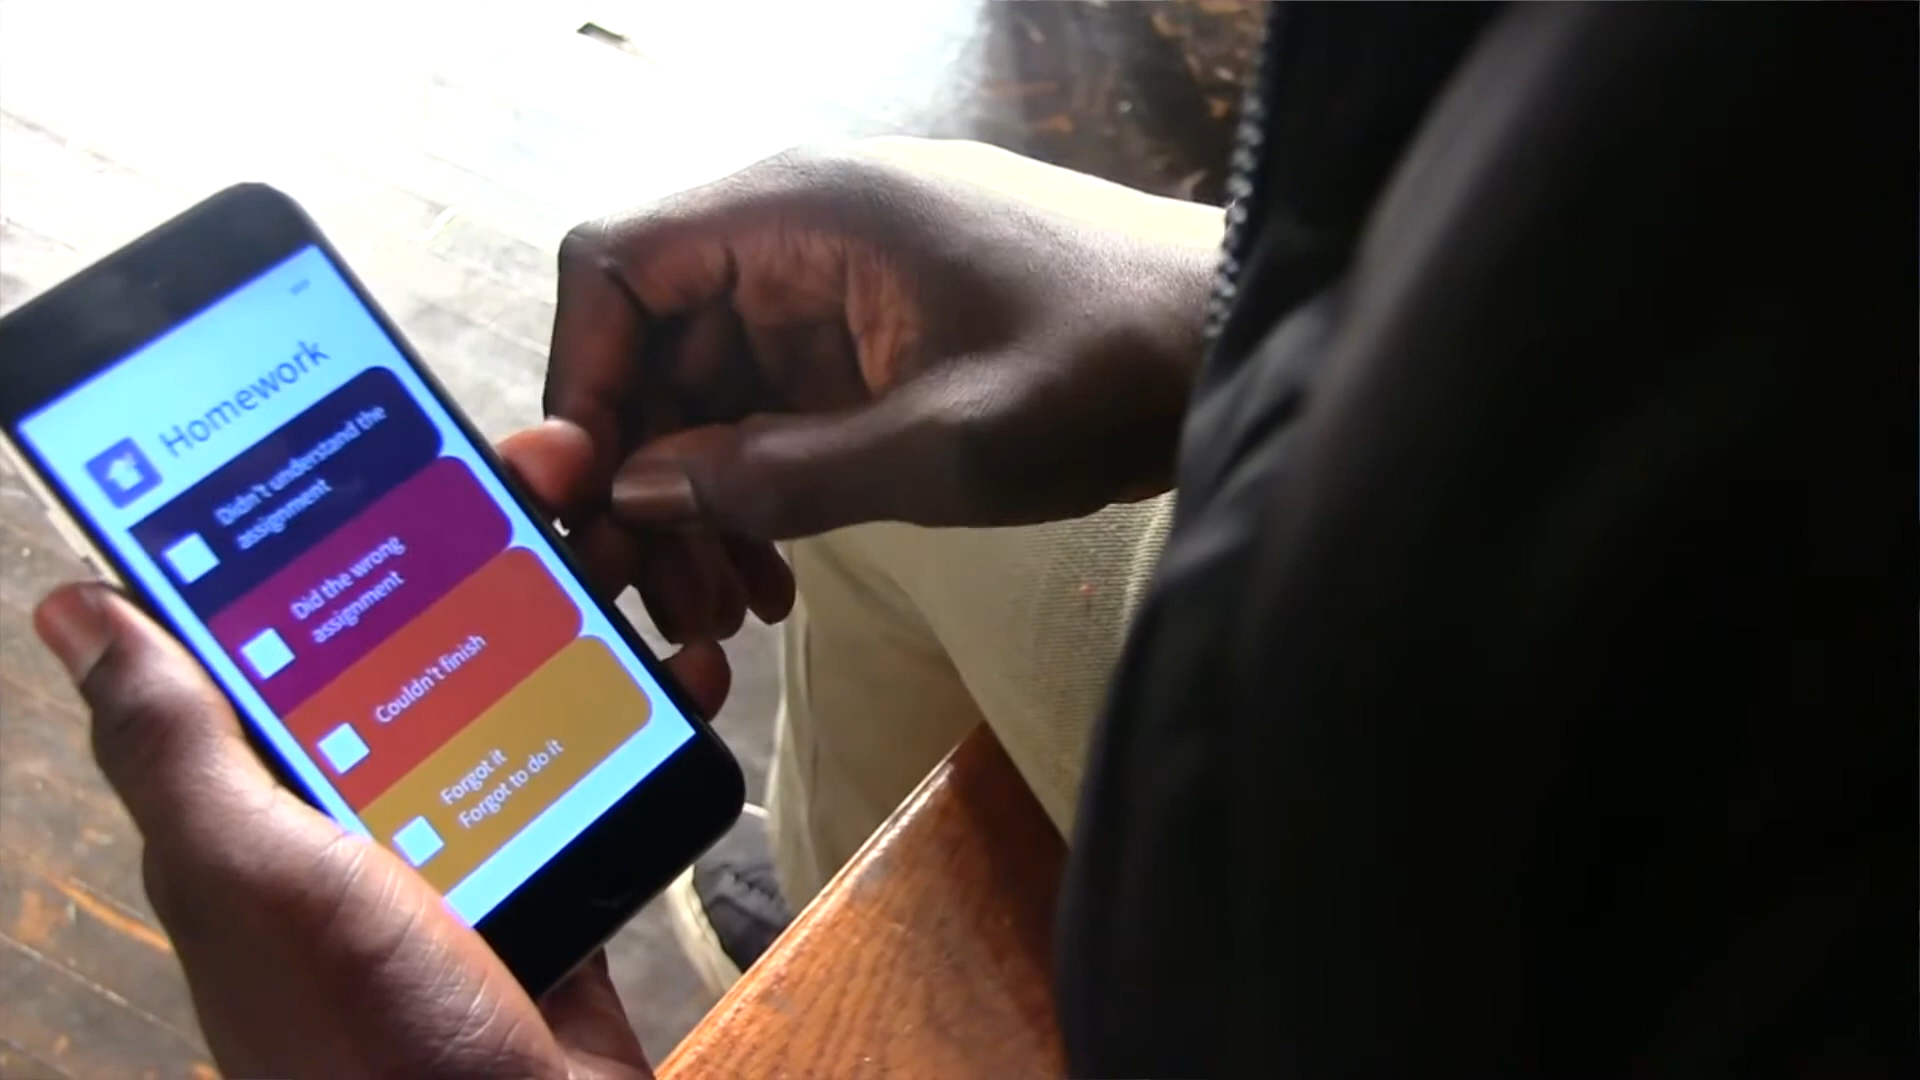 Homework
Didn't understand the
assignment
Did the wrong
assignment
Couldn't finish
Forgot it
Forgot to do it